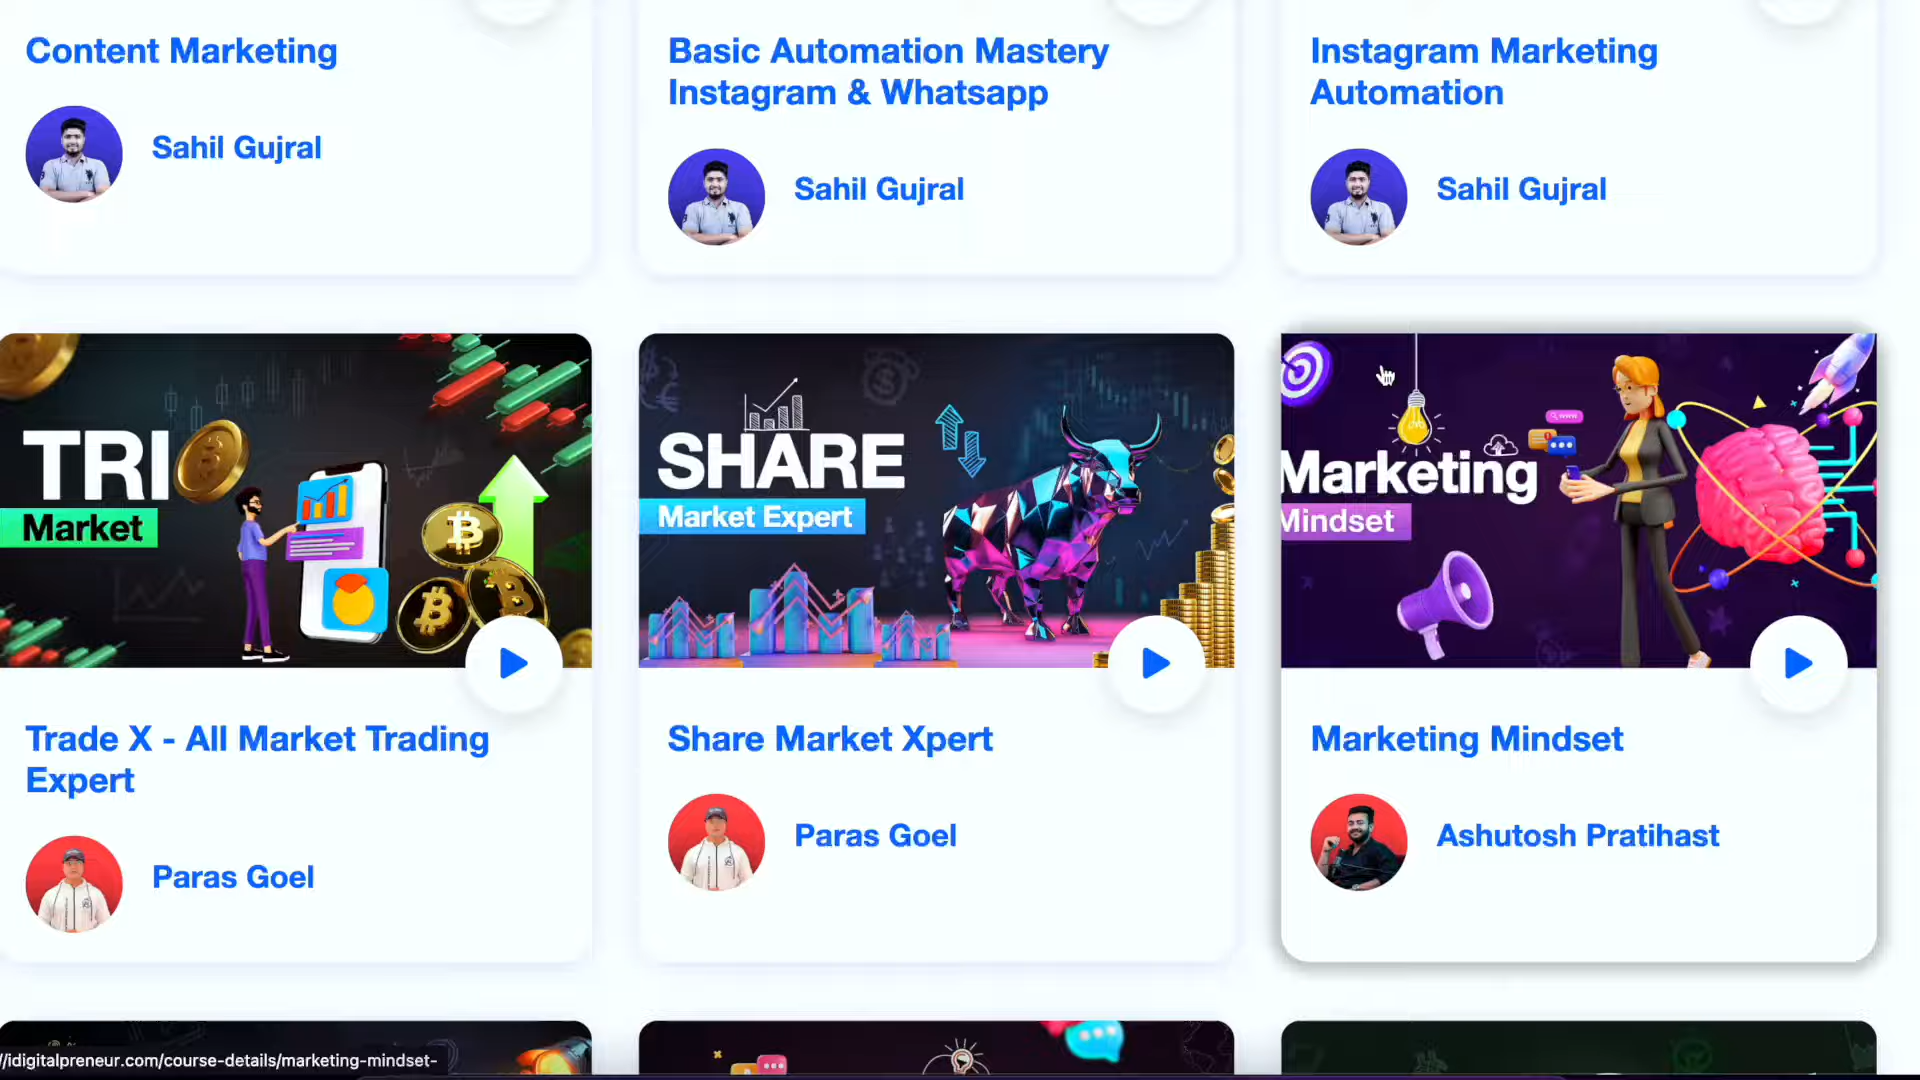 Content Marketing
Sahil Gujral
Basic Automation Mastery
Instagram & Whatsapp
Sahil Gujral
Instagram Marketing
Automation
Sahil Gujral
TRI
Market
Trade X - All Market Trading
Expert
Paras Goel
SHARE
Market Expert
Share Market Xpert
Paras Goel
www
Marketing
Mindset
Marketing Mindset
Ashutosh Pratihast
/idigitalpreneur.com/course-details/marketing-mindset-